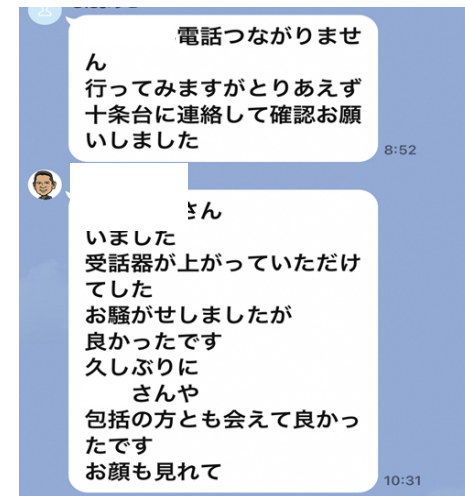 電話つながりませ
ん
行ってみますがとりあえず
十条台に連絡して確認お願
いしました
8:52
さん
いました
受話器が上がっていただけ
でした
お騒がせしましたが
良かったです
久しぶりに
さんや
包括の方とも会えて良かっ
たです
お顔も見れて
10:31